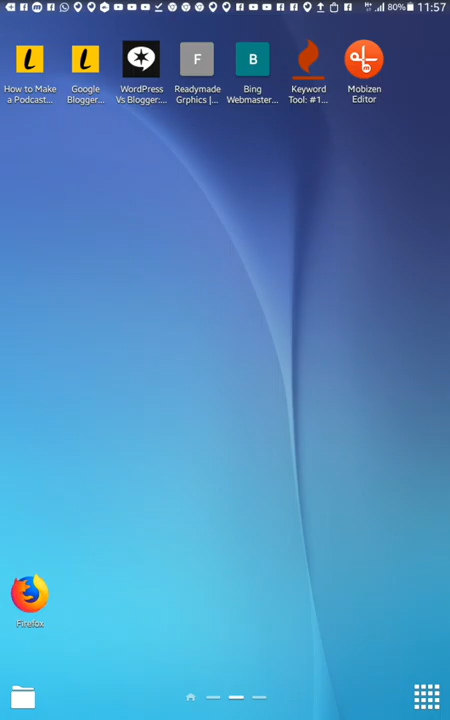 80% 11:57
L L F B
How to Make Google WordPress Readymade Bing Keyword Mobizen
a Podcast... Blogger... Vs Blogger:... Grphics |... Webmaster... Tool: #1... Editor
Firefox